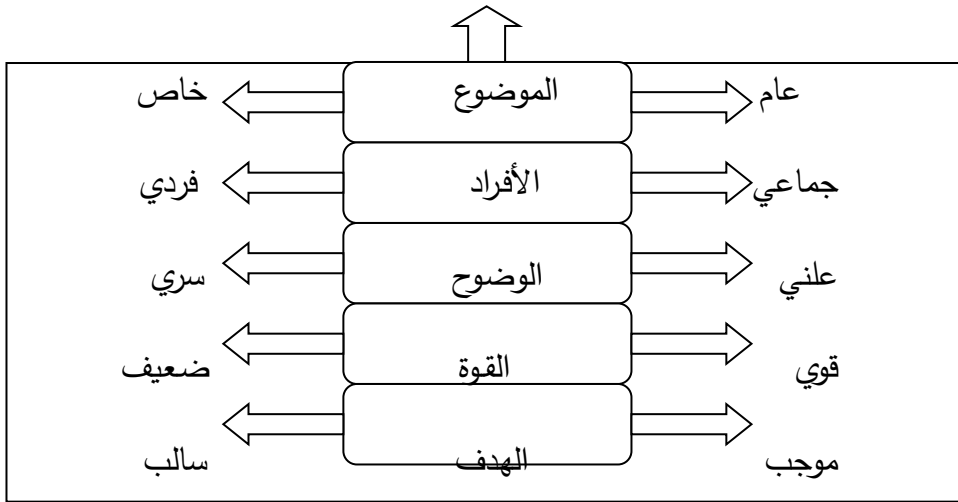 عام الموضوع خاص
جماعي الأفراد فردي
علني الوضوح سري
قوي القوة ضعيف
موجب الهدف سالب